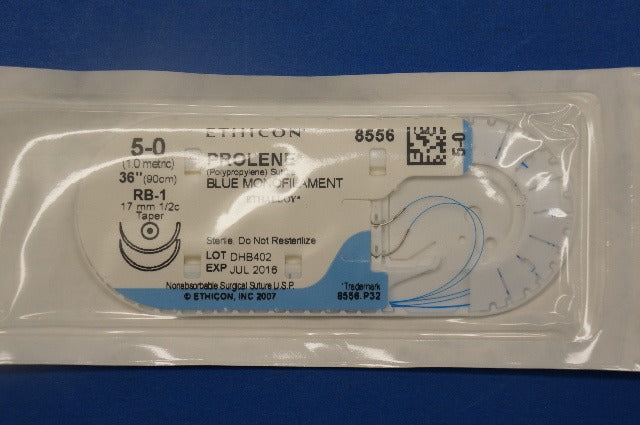 ETHICON
8556
5-0
(1.0 metric)
36" (90cm)
RB-1
17 mm 1/2c
Taper
PROLENE*
(Polypropylene) Suture
BLUE MONOFILAMENT
ETHALLOY*
Sterile, Do Not Resterilize
LOT DHB402
EXP JUL 2016
Nonabsorbable Surgical Suture U.S.P.
© ETHICON, INC 2007
*Trademark
8556.P32
5-0